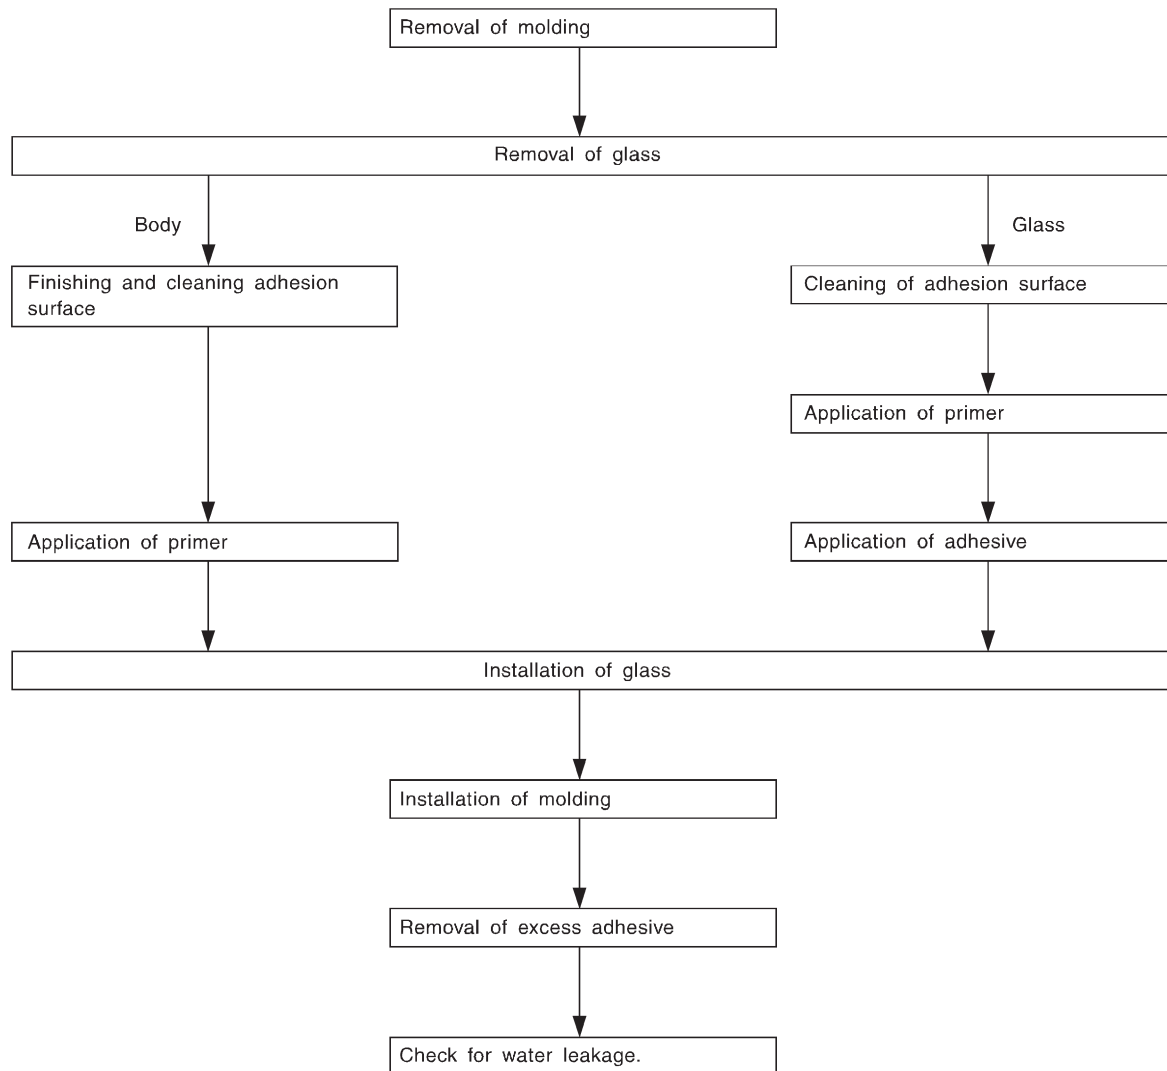 Removal of molding
Removal of glass
Body
Glass
Finishing and cleaning adhesion
surface
Cleaning of adhesion surface
Application of primer
Application of primer
Application of adhesive
Installation of glass
Installation of molding
Removal of excess adhesive
Check for water leakage.